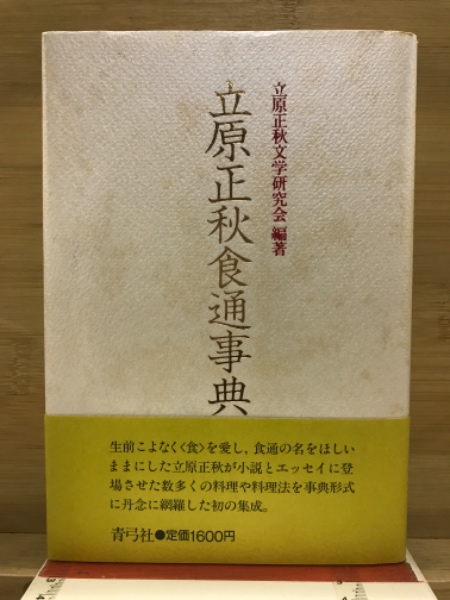 立原正秋文学研究会 編著
立原正秋食通事典
生前こよなく〈食〉を愛し、食通の名をほしい
ままにした立原正秋が小説とエッセイに登
場させた数多くの料理や料理法を事典形式
に丹念に網羅した初の集成。
青弓社●定価1600円